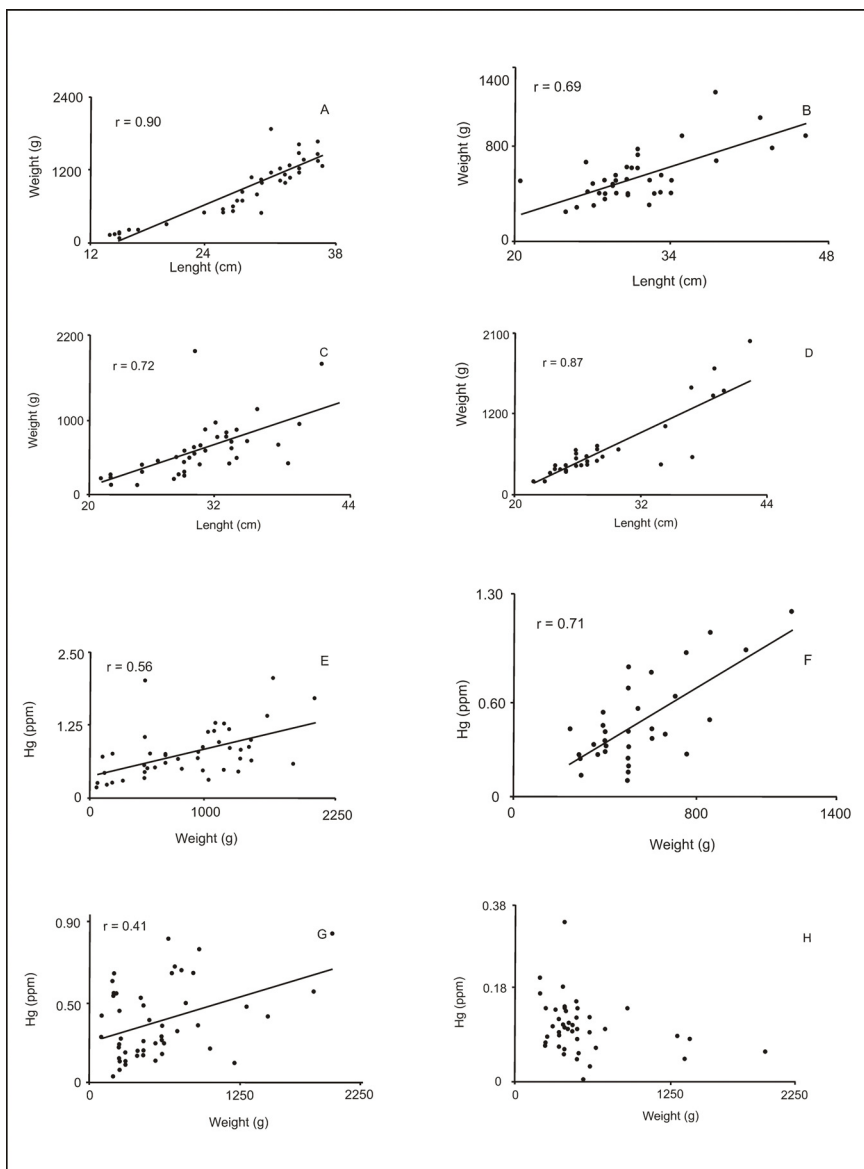 2400
A
r = 0.90
Weight (g)
1200
0
12
24
38
Lenght (cm)
1400
r = 0.69
B
Weight (g)
800
0
20
34
48
Lenght (cm)
2200
C
r = 0.72
Weight (g)
1000
0
20
32
44
Lenght (cm)
2100
D
r = 0.87
Weight (g)
1200
0
20
32
44
Lenght (cm)
2.50
r = 0.56
E
Hg (ppm)
1.25
0
0
1000
2250
Weight (g)
1.30
r = 0.71
F
Hg (ppm)
0.60
0
0
800
1400
Weight (g)
0.90
r = 0.41
G
Hg (ppm)
0.50
0
0
1250
2250
Weight (g)
0.38
H
Hg (ppm)
0.18
0
0
1250
2250
Weight (g)